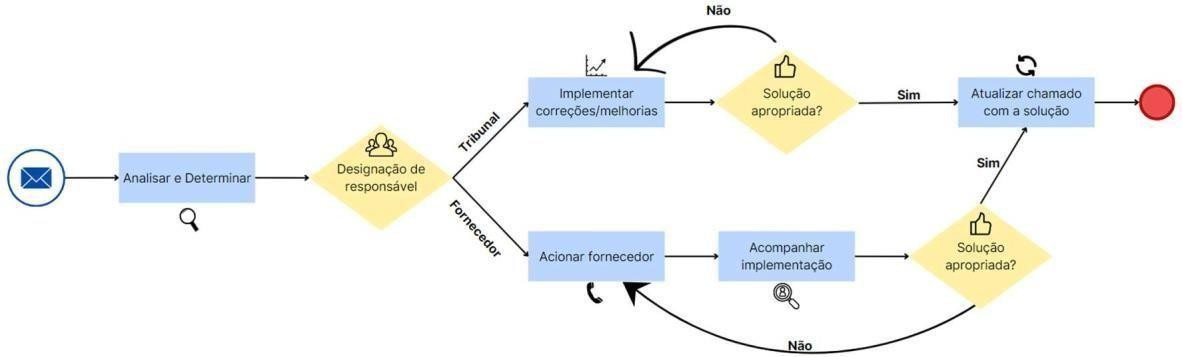 Não
Implementar
correções/melhorias
Solução
apropriada?
Sim
Atualizar chamado
com a solução
Tribunal
Analisar e Determinar
Designação de
responsável
Sim
Fornecedor
Acionar fornecedor
Acompanhar
implementação
Solução
apropriada?
Não